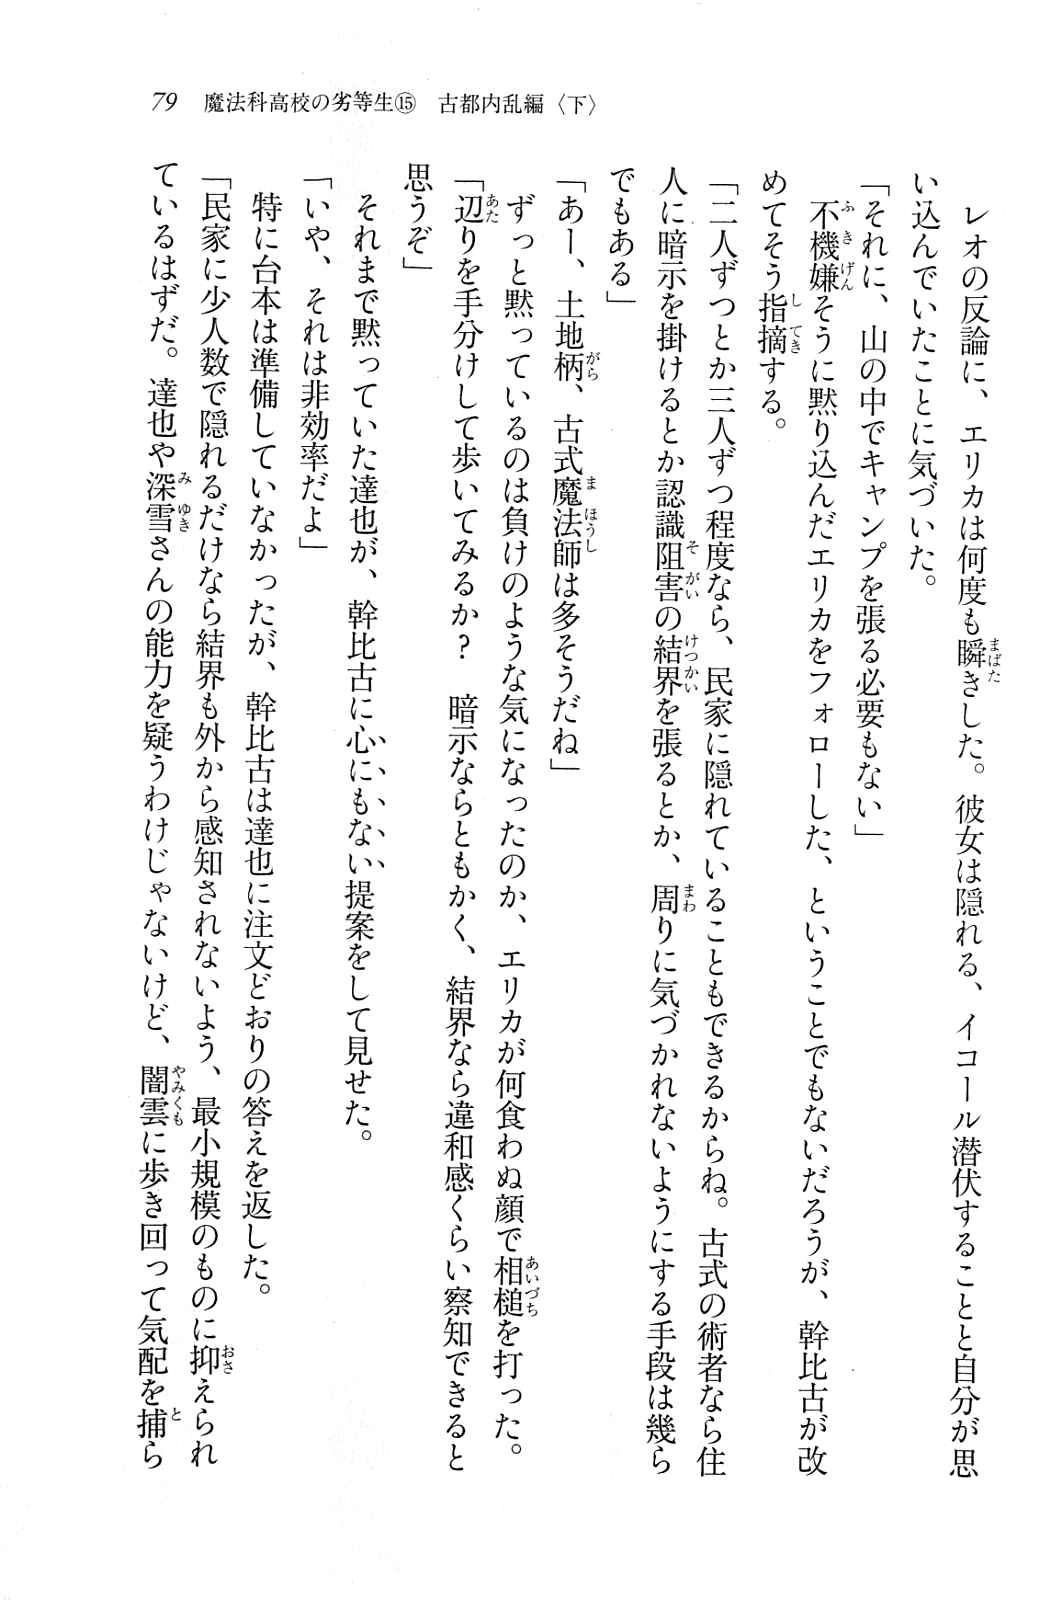 79 魔法科高校の劣等生⑮ 古都内乱編〈下〉
　レオの反論に、エリカは何度も瞬きした。彼女は隠れる、イコール潜伏することと自分が思
い込んでいたことに気づいた。
「それに、山の中でキャンプを張る必要もない」
　不機嫌そうに黙り込んだエリカをフォローした、ということでもないだろうが、幹比古が改
めてそう指摘する。
「二人ずつとか三人ずつ程度なら、民家に隠れていることもできるからね。古式の術者なら住
人に暗示を掛けるとか認識阻害の結界を張るとか、周りに気づかれないようにする手段は幾ら
でもある」
「あー、土地柄、古式魔法師は多そうだね」
　ずっと黙っているのは負けのような気になったのか、エリカが何食わぬ顔で相槌を打った。
「辺りを手分けして歩いてみるか？　暗示ならともかく、結界なら違和感くらい察知できると
思うぞ」
　それまで黙っていた達也が、幹比古に心にもない提案をして見せた。
「いや、それは非効率だよ」
　特に台本は準備していなかったが、幹比古は達也に注文どおりの答えを返した。
「民家に少人数で隠れるだけなら結界も外から感知されないよう、最小規模のものに抑えられ
ているはずだ。達也や深雪さんの能力を疑うわけじゃないけど、闇雲に歩き回って気配を捕ら